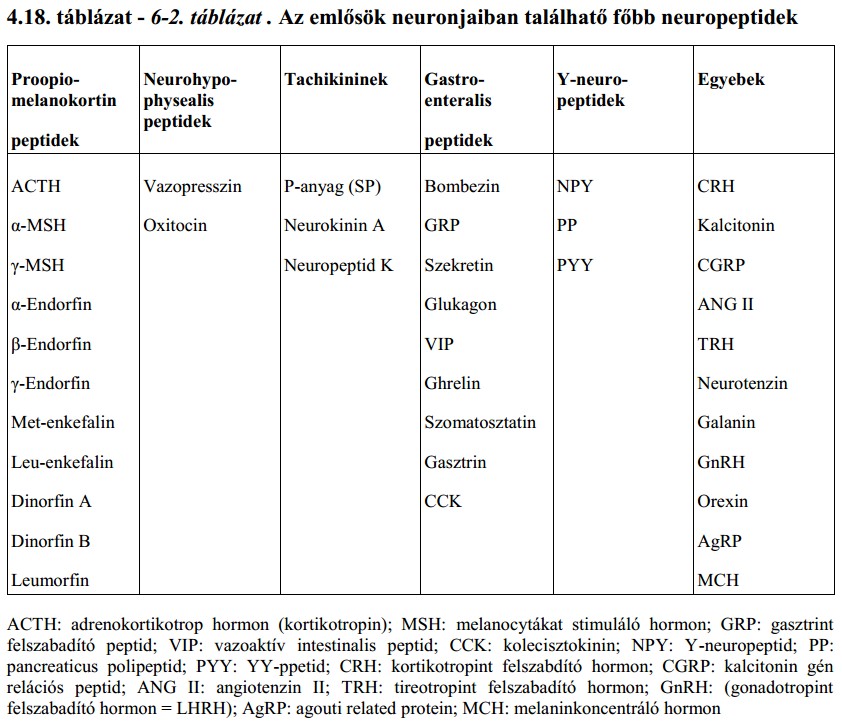 4.18. táblázat - 6-2. táblázat . Az emlősök neuronjaiban található főbb neuropeptidek
Proopio-melanokortin peptidek Neurohypo-physealis peptidek Tachikininek Gastro-enteralis peptidek Y-neuro-peptidek Egyebek
ACTH Vazopresszin P-anyag (SP) Bombezin NPY CRH
α-MSH Oxitocin Neurokinin A GRP PP Kalcitonin
γ-MSH Neuropeptid K Szekretin PYY CGRP
α-Endorfin Glukagon ANG II
β-Endorfin VIP TRH
γ-Endorfin Ghrelin Neurotenzin
Met-enkefalin Szomatosztatin Galanin
Leu-enkefalin Gasztrin GnRH
Dinorfin A CCK Orexin
Dinorfin B AgRP
Leumorfin MCH
ACTH: adrenokortikotrop hormon (kortikotropin); MSH: melanocytákat stimuláló hormon; GRP: gasztrint
felszabadító peptid; VIP: vazoaktív intestinalis peptid; CCK: kolecisztokinin; NPY: Y-neuropeptid; PP:
pancreaticus polipeptid; PYY: YY-ppetid; CRH: kortikotropint felszabdító hormon; CGRP: kalcitonin gén
relációs peptid; ANG II: angiotenzin II; TRH: tireotropint felszabadító hormon; GnRH: (gonadotropint
felszabadító hormon = LHRH); AgRP: agouti related protein; MCH: melaninkoncentráló hormon